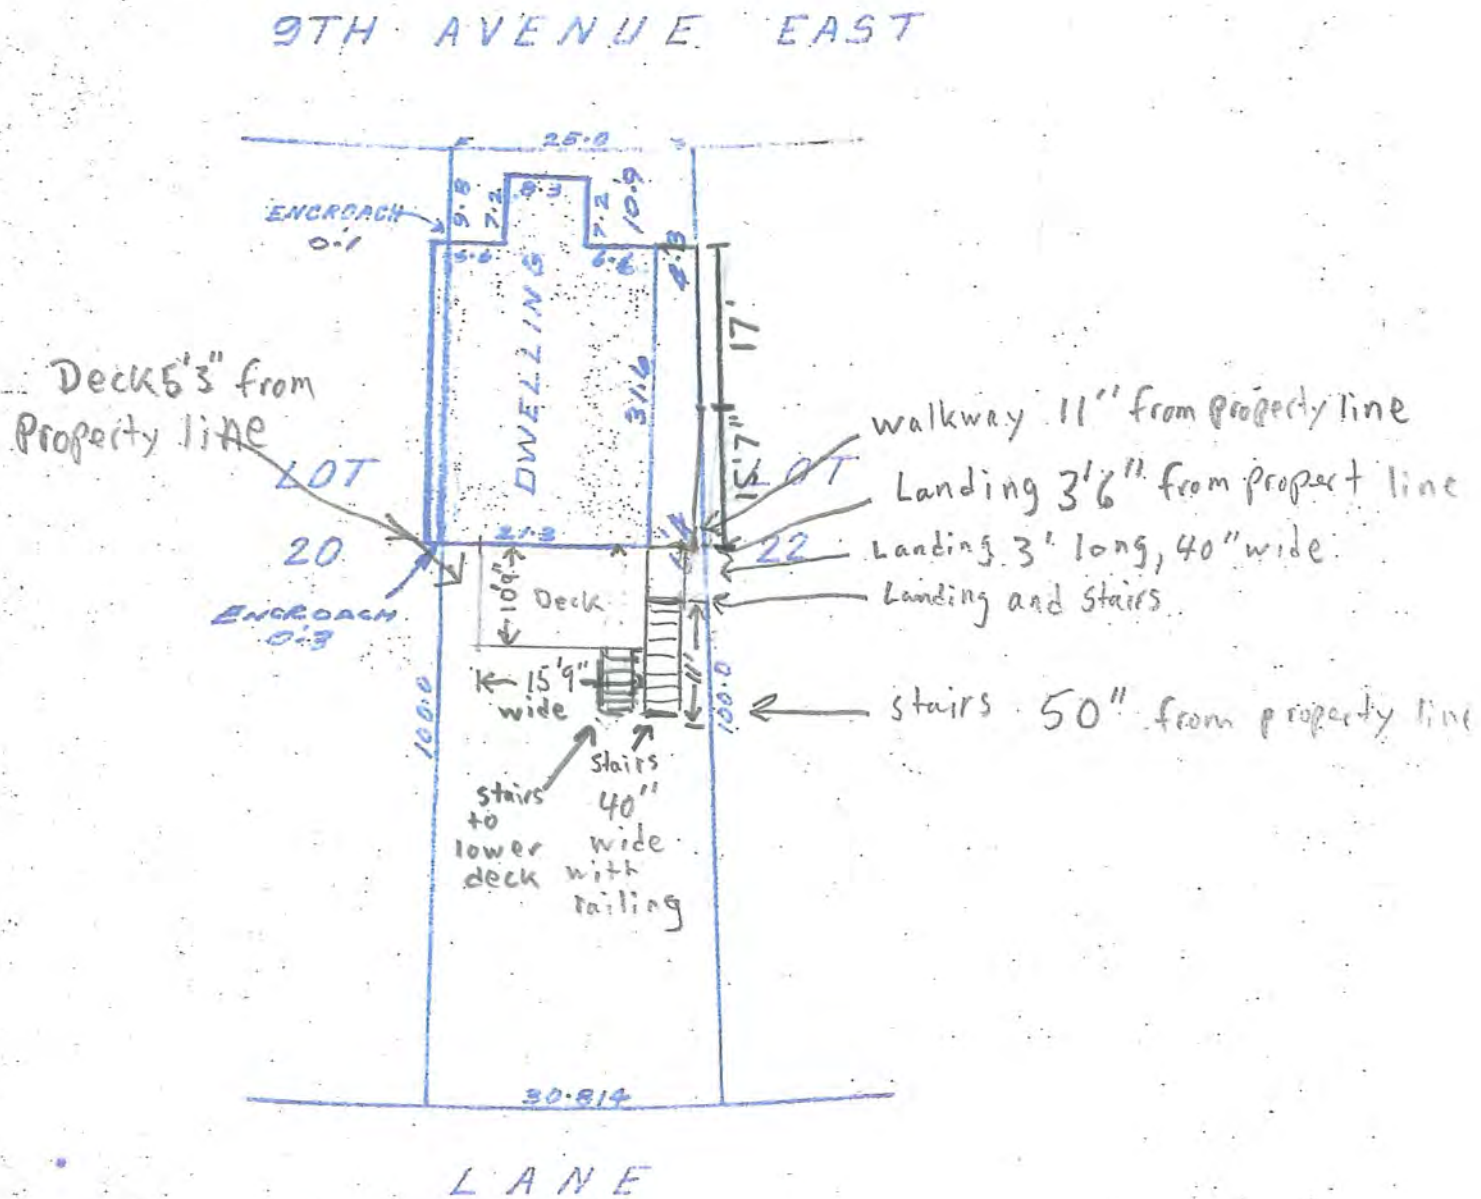 9TH AVENUE EAST
25.0
ENCROACH
0.1
9.8
7.2
8.3
7.2
10.9
5.6
6.6
4.3
DWELLING
31.6
17'
15'7"
Deck 5'3" from
Property line
LOT
20
ENCROACH
0.3
21.3
LOT
22
walkway 11" from property line
Landing 3'6" from propert line
Landing 3' long, 40" wide
Landing and Stairs
10'9"
Deck
15'9"
wide
11'
100.0
100.0
stairs 50" from property line
stairs
to
lower
deck
Stairs
40"
wide
with
railing
30.814
LANE